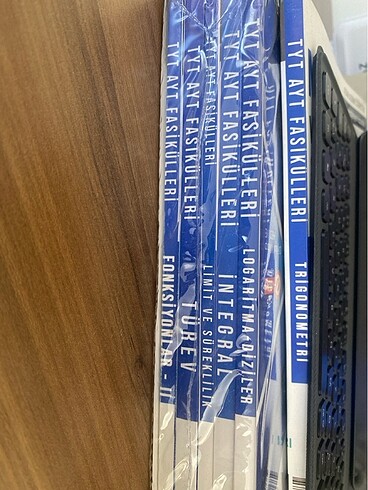 TYT AYT FASİKÜLLERİ FONKSİYONLAR - II
TYT AYT FASİKÜLLERİ TÜREV
TYT AYT FASİKÜLLERİ LİMİT VE SÜREKLİLİK
TYT AYT FASİKÜLLERİ İNTEGRAL
AYT FASİKÜLLERİ LOGARİTMA-DİZİLER
TYT AYT FASİKÜLLERİ TRİGONOMETRİ